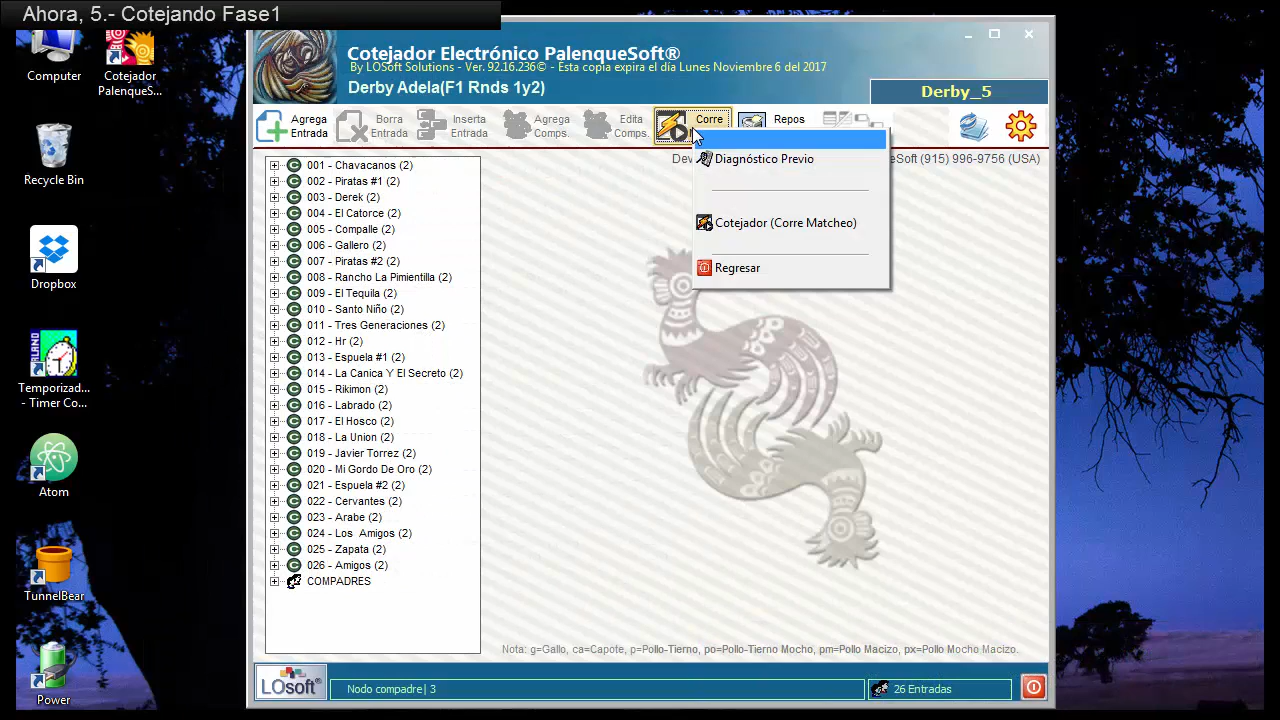 Ahora, 5.- Cotejando Fase1
Computer
Cotejador
PalenqueS...
Recycle Bin
Dropbox
Temporizad...
- Timer Co...
Atom
TunnelBear
Power
Cotejador Electrónico PalenqueSoft®
By LOSoft Solutions - Ver. 92.16.236© - Esta copia expira el día Lunes Noviembre 6 del 2017
Derby Adela(F1 Rnds 1y2)
Derby_5
Agrega
Entrada
Borra
Entrada
Inserta
Entrada
Agrega
Comps.
Edita
Comps.
Corre
Repos
Dev
eSoft (915) 996-9756 (USA)
Diagnóstico Previo
Cotejador (Corre Matcheo)
Regresar
001 - Chavacanos (2)
002 - Piratas #1 (2)
003 - Derek (2)
004 - El Catorce (2)
005 - Compalle (2)
006 - Gallero (2)
007 - Piratas #2 (2)
008 - Rancho La Pimientilla (2)
009 - El Tequila (2)
010 - Santo Niño (2)
011 - Tres Generaciones (2)
012 - Hr (2)
013 - Espuela #1 (2)
014 - La Canica Y El Secreto (2)
015 - Rikimon (2)
016 - Labrado (2)
017 - El Hosco (2)
018 - La Union (2)
019 - Javier Torrez (2)
020 - Mi Gordo De Oro (2)
021 - Espuela #2 (2)
022 - Cervantes (2)
023 - Arabe (2)
024 - Los Amigos (2)
025 - Zapata (2)
026 - Amigos (2)
COMPADRES
Nota: g=Gallo, ca=Capote, p=Pollo-Tierno, po=Pollo-Tierno Mocho, pm=Pollo Macizo, px=Pollo Mocho Macizo.
LOsoft
Nodo compadre| 3
26 Entradas